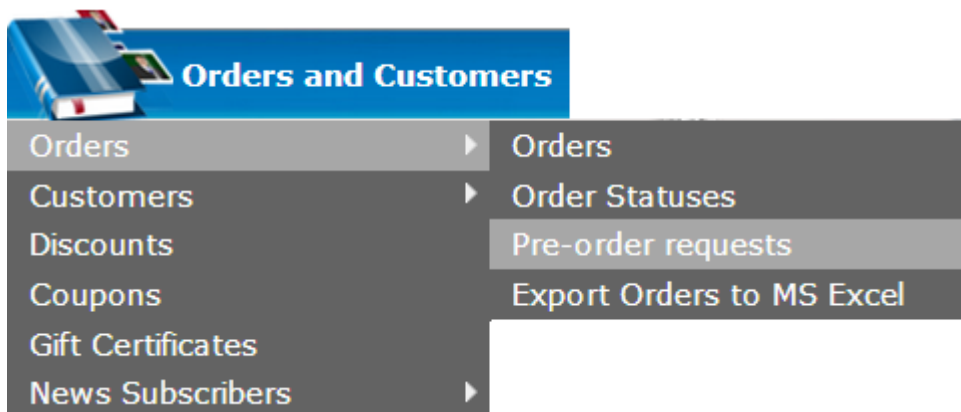 Orders and Customers
Orders
Customers
Discounts
Coupons
Gift Certificates
News Subscribers
Orders
Order Statuses
Pre-order requests
Export Orders to MS Excel